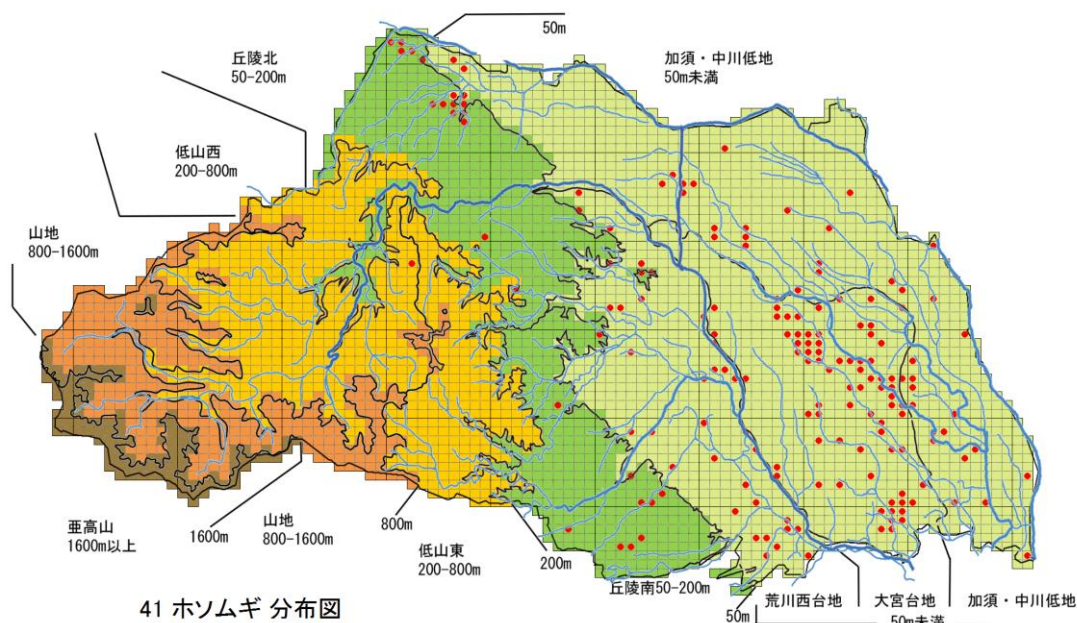 50m
丘陵北
50-200m
加須・中川低地
50m未満
低山西
200-800m
山地
800-1600m
亜高山
1600m以上
1600m
山地
800-1600m
800m
低山東
200-800m
200m
丘陵南50-200m
50m
荒川西台地
大宮台地
加須・中川低地
50m未満
41 ホソムギ 分布図